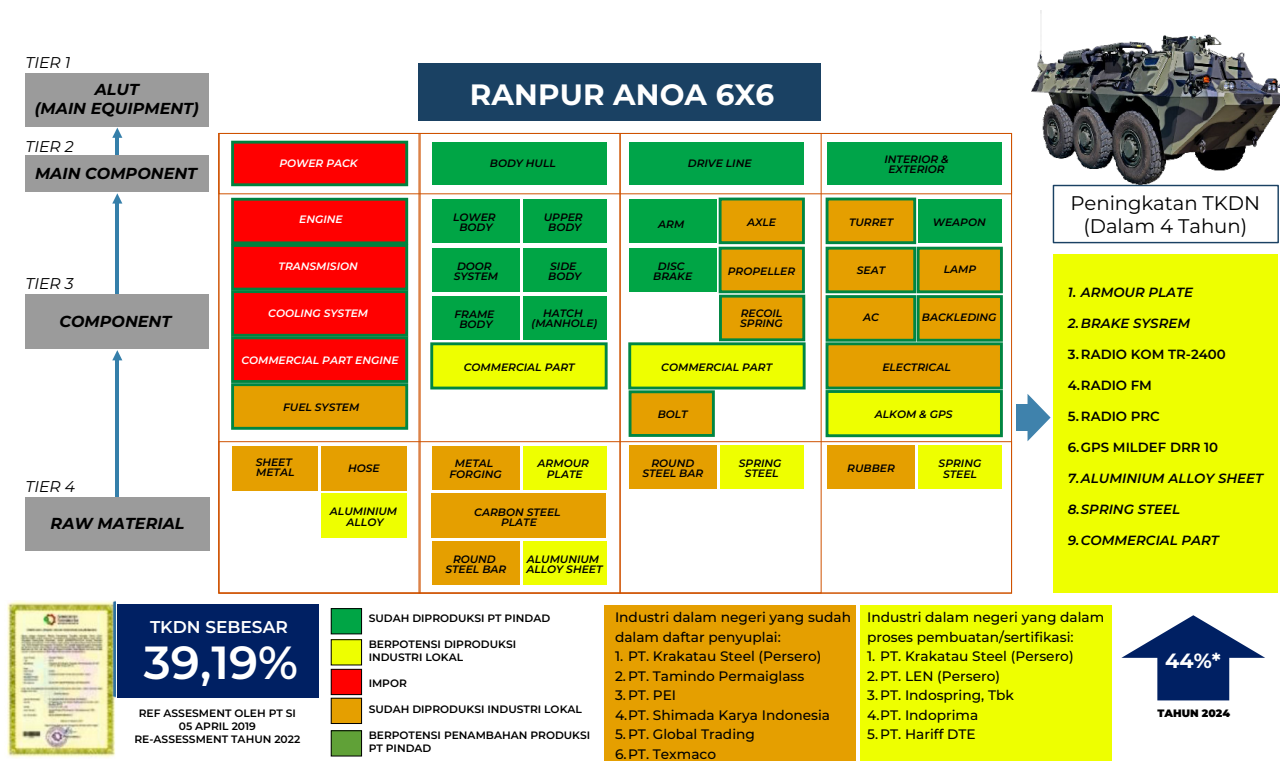 TIER 1
ALUT
(MAIN EQUIPMENT)
RANPUR ANOA 6X6
TIER 2
MAIN COMPONENT
POWER PACK
BODY HULL
DRIVE LINE
INTERIOR &
EXTERIOR
TIER 3
COMPONENT
ENGINE
TRANSMISION
COOLING SYSTEM
COMMERCIAL PART ENGINE
FUEL SYSTEM
LOWER
BODY
UPPER
BODY
DOOR
SYSTEM
SIDE
BODY
FRAME
BODY
HATCH
(MANHOLE)
COMMERCIAL PART
ARM
AXLE
DISC
BRAKE
PROPELLER
RECOIL
SPRING
COMMERCIAL PART
BOLT
TURRET
WEAPON
SEAT
LAMP
AC
BACKLEDING
ELECTRICAL
ALKOM & GPS
TIER 4
RAW MATERIAL
SHEET
METAL
HOSE
ALUMINIUM
ALLOY
METAL
FORGING
ARMOUR
PLATE
CARBON STEEL
PLATE
ROUND
STEEL BAR
ALUMUNIUM
ALLOY SHEET
ROUND
STEEL BAR
SPRING
STEEL
RUBBER
SPRING
STEEL
Peningkatan TKDN
(Dalam 4 Tahun)
1. ARMOUR PLATE
2. BRAKE SYSREM
3. RADIO KOM TR-2400
4. RADIO FM
5. RADIO PRC
6. GPS MILDEF DRR 10
7. ALUMINIUM ALLOY SHEET
8. SPRING STEEL
9. COMMERCIAL PART
TKDN SEBESAR
39,19%
REF ASSESMENT OLEH PT SI
05 APRIL 2019
RE-ASSESSMENT TAHUN 2022
SUDAH DIPRODUKSI PT PINDAD
BERPOTENSI DIPRODUKSI
INDUSTRI LOKAL
IMPOR
SUDAH DIPRODUKSI INDUSTRI LOKAL
BERPOTENSI PENAMBAHAN PRODUKSI
PT PINDAD
Industri dalam negeri yang sudah
dalam daftar penyuplai:
1. PT. Krakatau Steel (Persero)
2. PT. Tamindo Permaiglass
3. PT. PEI
4. PT. Shimada Karya Indonesia
5. PT. Global Trading
6. PT. Texmaco
Industri dalam negeri yang dalam
proses pembuatan/sertifikasi:
1. PT. Krakatau Steel (Persero)
2. PT. LEN (Persero)
3. PT. Indospring, Tbk
4. PT. Indoprima
5. PT. Hariff DTE
44%*
TAHUN 2024